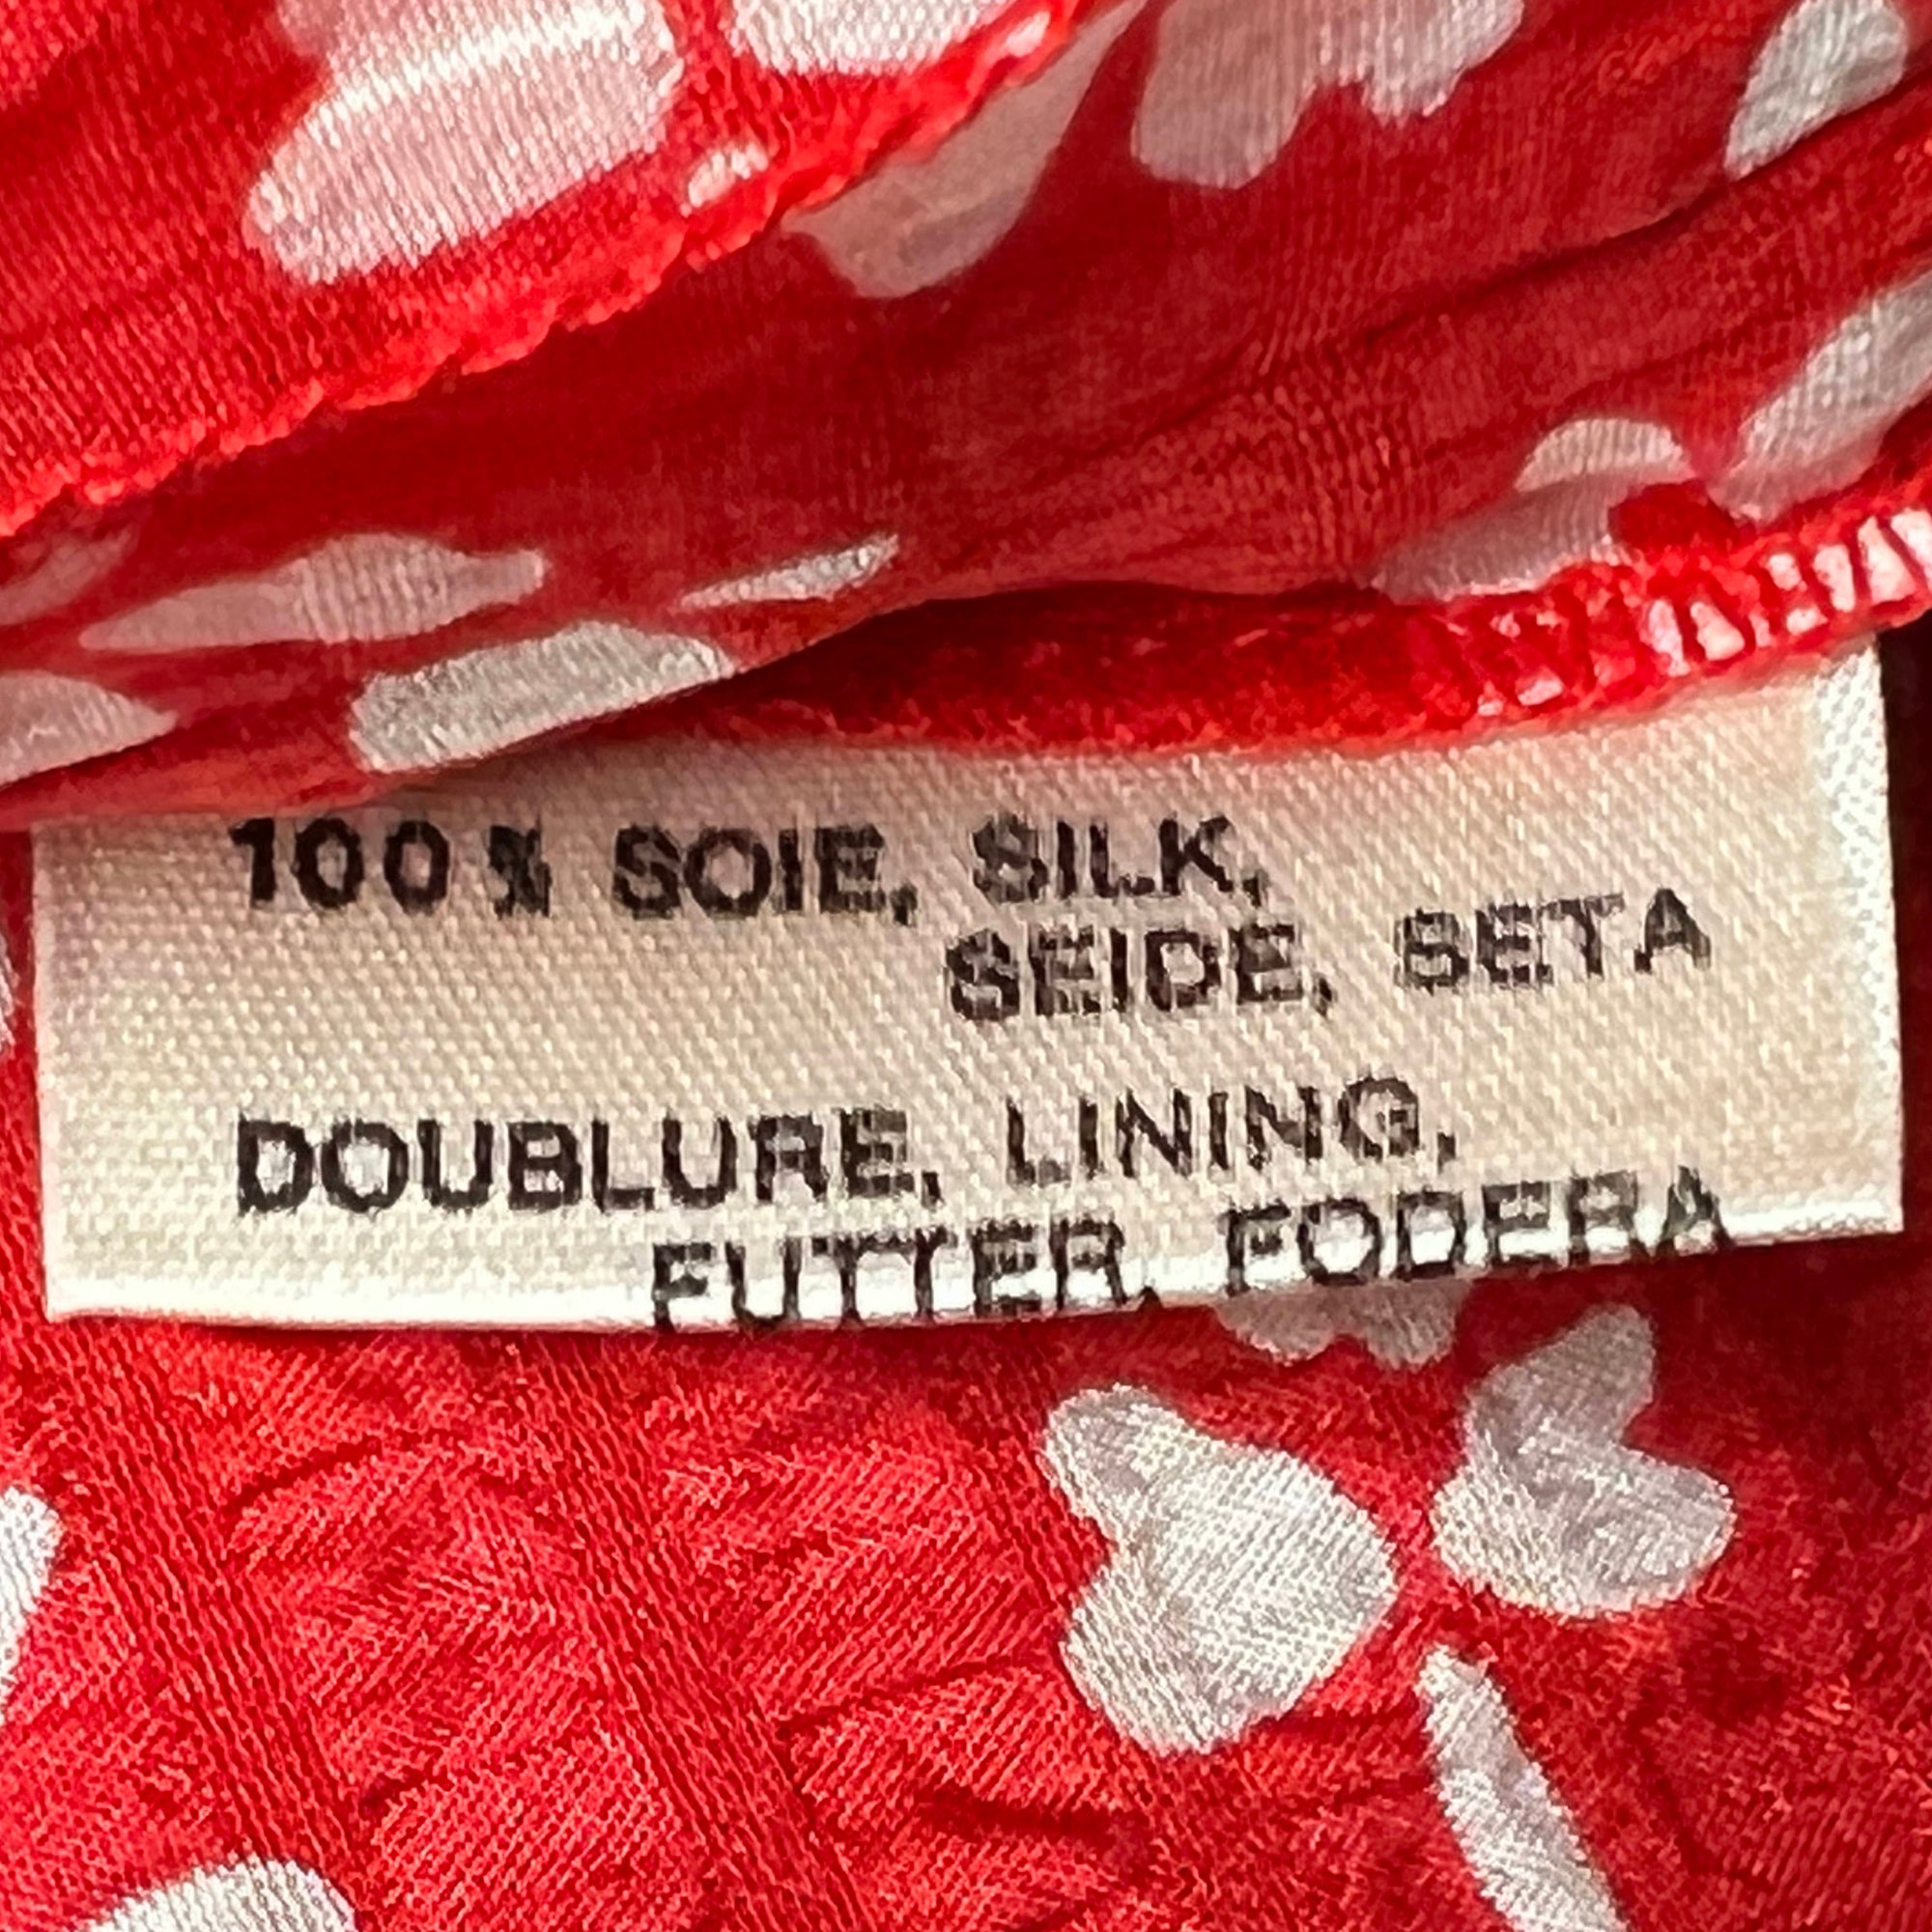 100% SOIE, SILK,
SEIDE, SETA
DOUBLURE, LINING,
FUTTER, FODERA